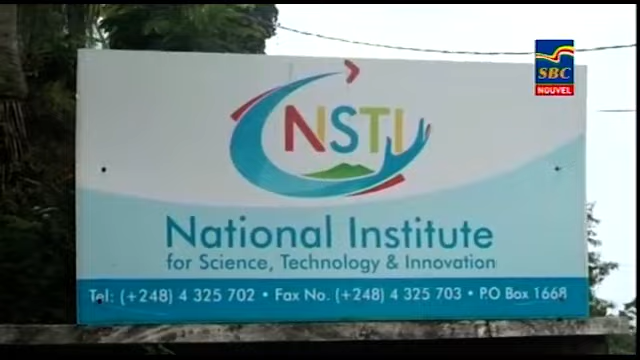 SBC
NOUVEL
NSTI
National Institute
for Science, Technology & Innovation
Tel: (+248) 4 325 702 • Fax No. (+248) 4 325 703 • P.O Box 1668